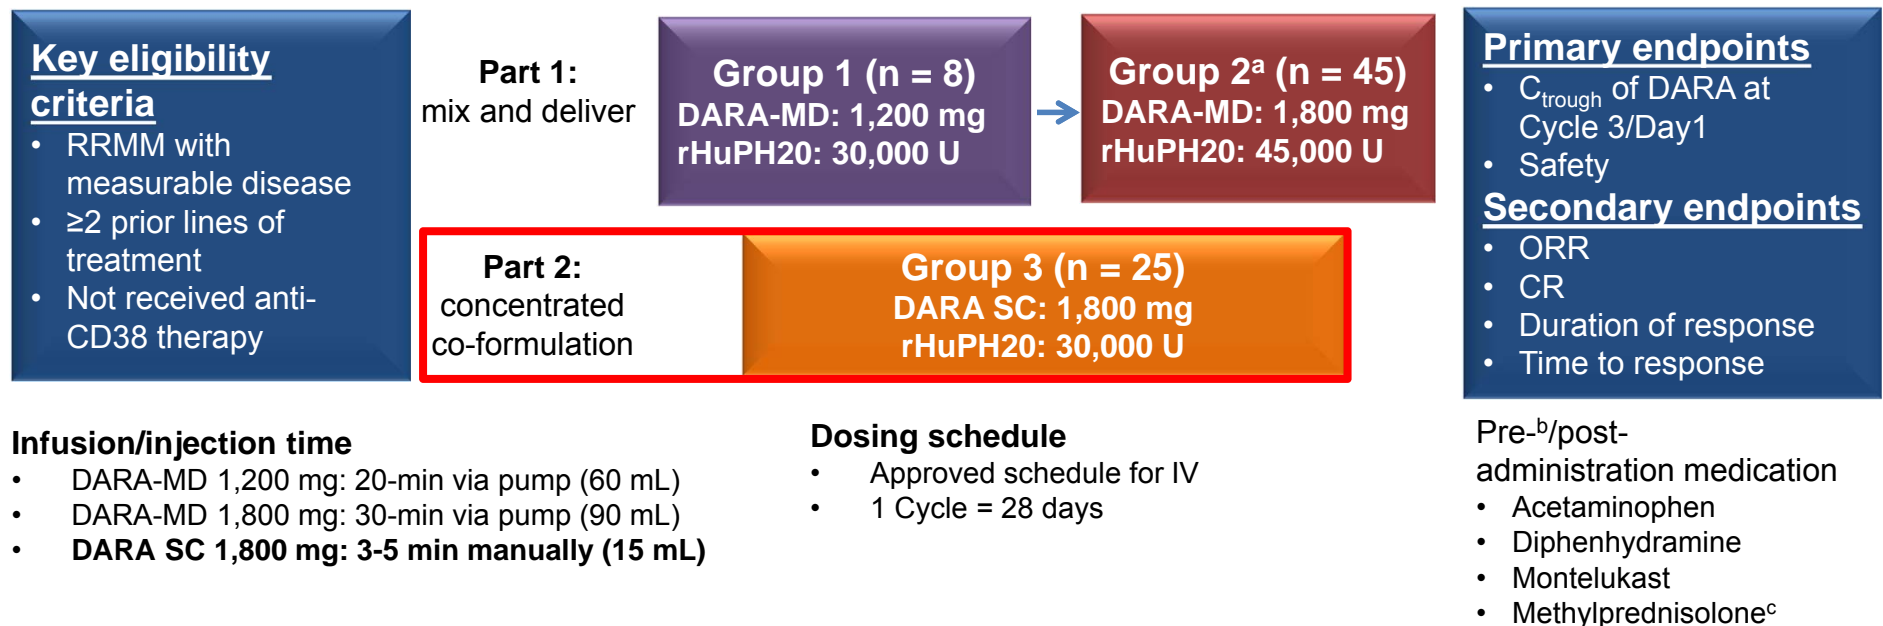 Key eligibility
criteria
• RRMM with
measurable disease
• ≥2 prior lines of
treatment
• Not received anti-
CD38 therapy
Part 1:
mix and deliver
Group 1 (n = 8)
DARA-MD: 1,200 mg
rHuPH20: 30,000 U
Group 2ᵃ (n = 45)
DARA-MD: 1,800 mg
rHuPH20: 45,000 U
Part 2:
concentrated
co-formulation
Group 3 (n = 25)
DARA SC: 1,800 mg
rHuPH20: 30,000 U
Primary endpoints
• Ctrough of DARA at
Cycle 3/Day1
• Safety
Secondary endpoints
• ORR
• CR
• Duration of response
• Time to response
Infusion/injection time
• DARA-MD 1,200 mg: 20-min via pump (60 mL)
• DARA-MD 1,800 mg: 30-min via pump (90 mL)
• DARA SC 1,800 mg: 3-5 min manually (15 mL)
Dosing schedule
• Approved schedule for IV
• 1 Cycle = 28 days
Pre-ᵇ/post-
administration medication
• Acetaminophen
• Diphenhydramine
• Montelukast
• Methylprednisoloneᶜ